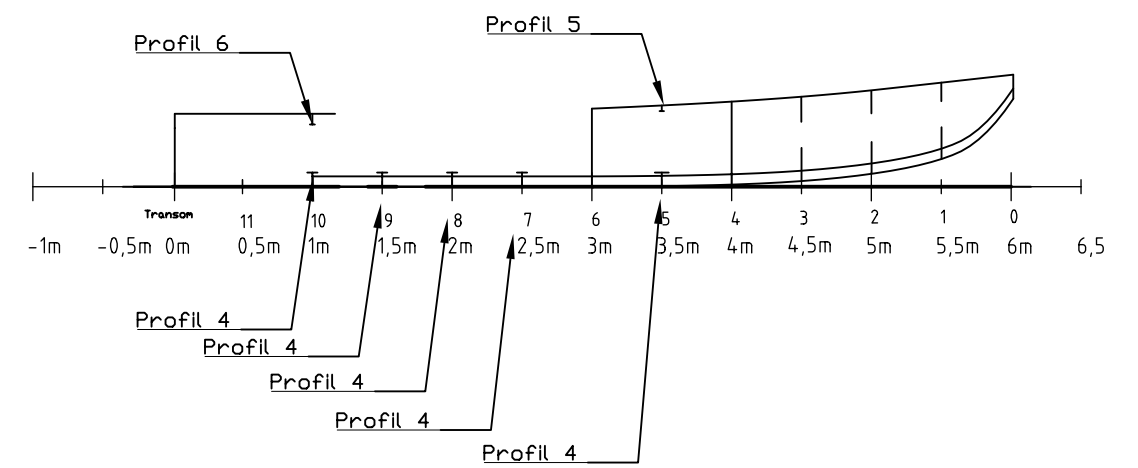 Profil 5
Profil 6
Transom 11 10 9 8 7 6 5 4 3 2 1 0
-1m -0,5m 0m 0,5m 1m 1,5m 2m 2,5m 3m 3,5m 4m 4,5m 5m 5,5m 6m 6,5
Profil 4
Profil 4
Profil 4
Profil 4
Profil 4